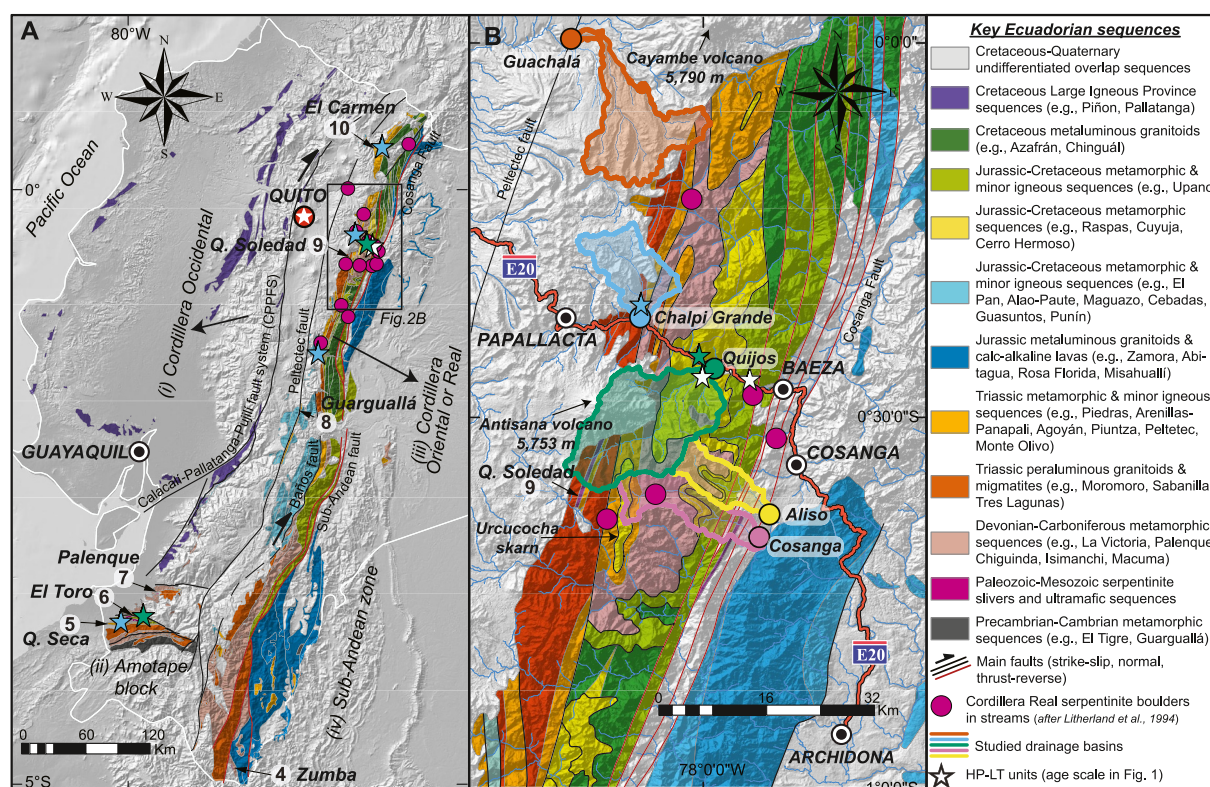 A
80°W
N
W
E
S
El Carmen
10
Pacific Ocean
0°
QUITO
Cosanga Fault
Q. Soledad 9
Fig.2B
(i) Cordillera Occidental
Calacali-Pallatanga-Pujilí fault system (CPPFS)
Peltectec fault
(iii) Cordillera
Oriental or Real
Guarguallá
8
GUAYAQUIL
Baños fault
Sub-Andean fault
Palenque
7
El Toro
6
5
Q. Seca
(ii) Amotape
block
(iv) Sub-Andean zone
0 60 120
Km
4 Zumba
5°S
B
Guachalá
Cayambe volcano
5,790 m
0°0'0"
N
W
E
S
Peltectec fault
E20
Chalpi Grande
PAPALLACTA
Cosanga Fault
Quijos
BAEZA
0°30'0"S
Antisana volcano
5,753 m
COSANGA
Q. Soledad
9
Aliso
Urcucocha
skarn
Cosanga
E20
0 16 32
Km
ARCHIDONA
78°0'0"W
1°0'0"S
Key Ecuadorian sequences
Cretaceous-Quaternary
undifferentiated overlap sequences
Cretaceous Large Igneous Province
sequences (e.g., Piñon, Pallatanga)
Cretaceous metaluminous granitoids
(e.g., Azafrán, Chinguál)
Jurassic-Cretaceous metamorphic &
minor igneous sequences (e.g., Upano
Jurassic-Cretaceous metamorphic
sequences (e.g., Raspas, Cuyuja,
Cerro Hermoso)
Jurassic-Cretaceous metamorphic &
minor igneous sequences (e.g., El
Pan, Alao-Paute, Maguazo, Cebadas,
Guasuntos, Punín)
Jurassic metaluminous granitoids &
calc-alkaline lavas (e.g., Zamora, Abi-
tagua, Rosa Florida, Misahuallí)
Triassic metamorphic & minor igneous
sequences (e.g., Piedras, Arenillas-
Panapali, Agoyán, Piuntza, Peltetec,
Monte Olivo)
Triassic peraluminous granitoids &
migmatites (e.g., Moromoro, Sabanilla
Tres Lagunas)
Devonian-Carboniferous metamorphic
sequences (e.g., La Victoria, Palenque
Chiguinda, Isimanchi, Macuma)
Paleozoic-Mesozoic serpentinite
slivers and ultramafic sequences
Precambrian-Cambrian metamorphic
sequences (e.g., El Tigre, Guarguallá)
Main faults (strike-slip, normal,
thrust-reverse)
Cordillera Real serpentinite boulders
in streams (after Litherland et al., 1994)
Studied drainage basins
HP-LT units (age scale in Fig. 1)